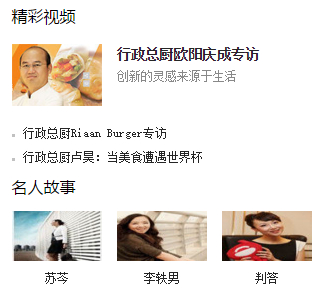 精彩视频
行政总厨欧阳庆成专访
创新的灵感来源于生活
行政总厨Riaan Burger专访
行政总厨卢昊：当美食遭遇世界杯
名人故事
苏芩 李轶男 判答